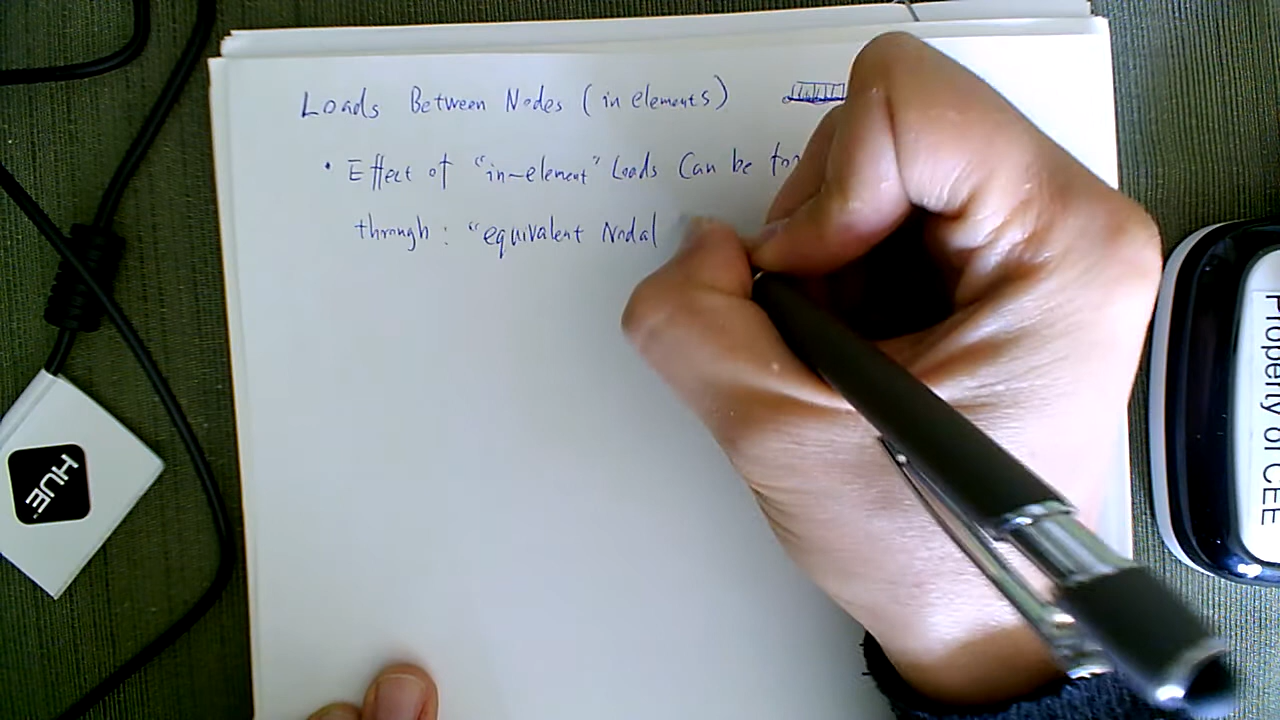 Loads Between Nodes (in elements)
• Effect of "in-element" Loads Can be
through: "equivalent Nodal
HUE
Property of CEE